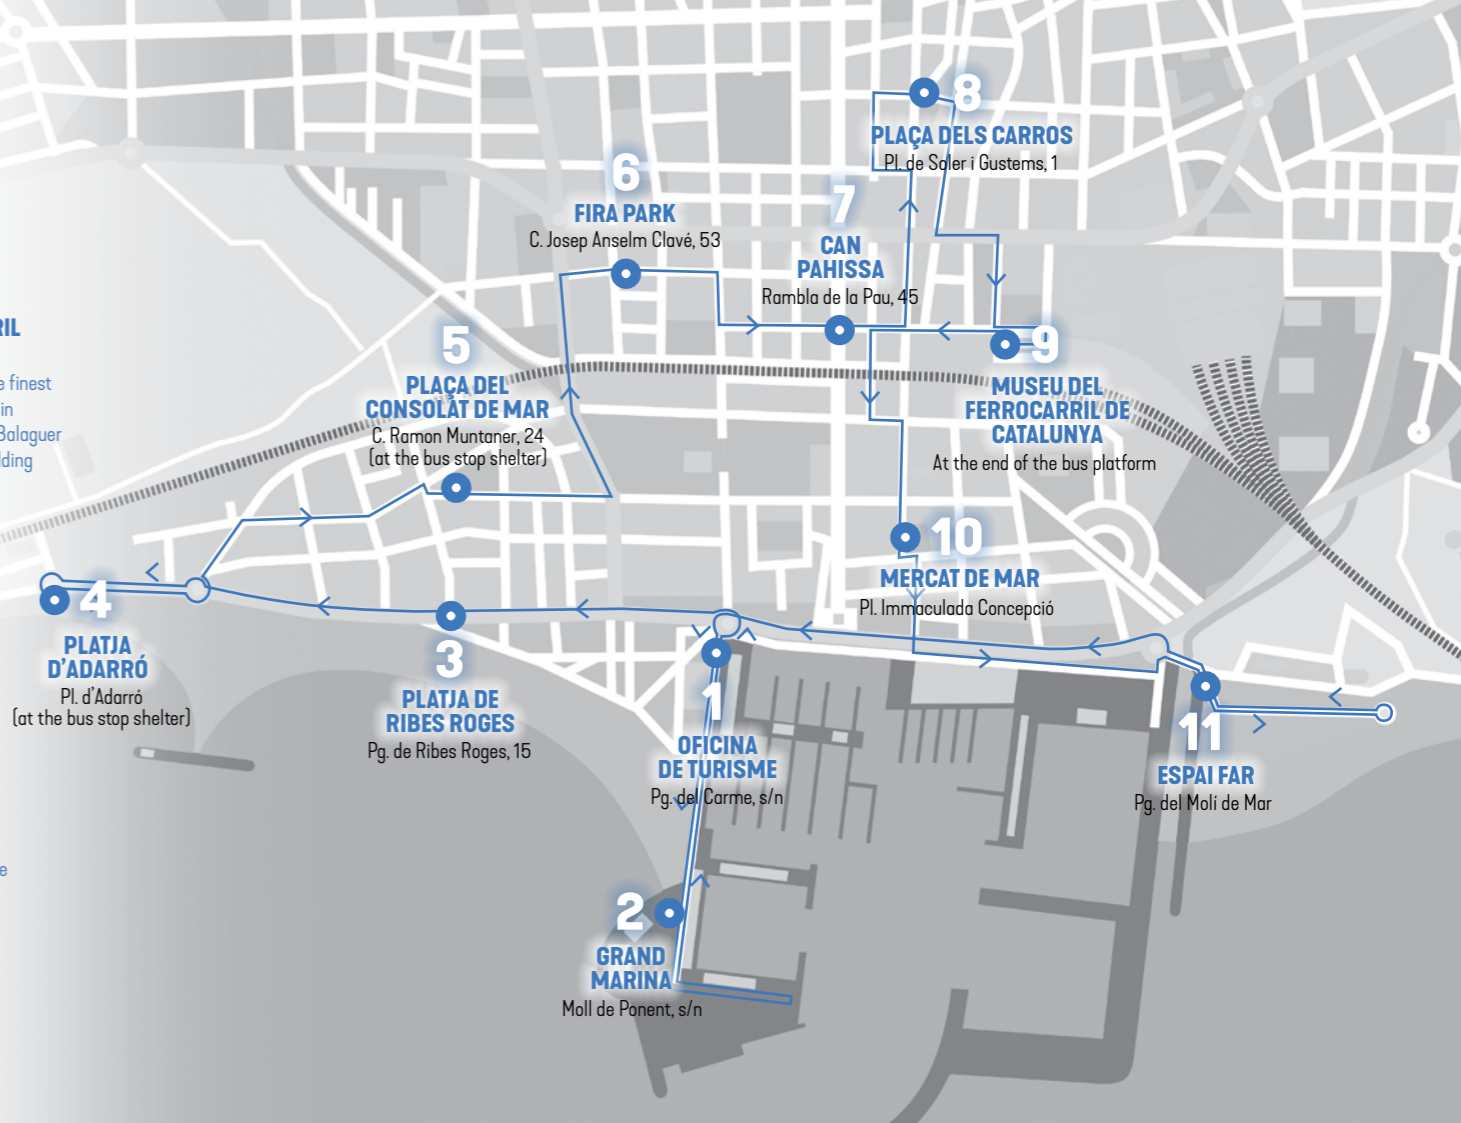 8
PLAÇA DELS CARROS
Pl. de Soler i Gustems, 1
6
FIRA PARK
C. Josep Anselm Clavé, 53
7
CAN
PAHISSA
Rambla de la Pau, 45
RIL
e finest
in
Balaguer
lding
5
PLAÇA DEL
CONSOLAT DE MAR
C. Ramon Muntaner, 24
(at the bus stop shelter)
9
MUSEU DEL
FERROCARRIL DE
CATALUNYA
At the end of the bus platform
10
MERCAT DE MAR
Pl. Immaculada Concepció
4
PLATJA
D'ADARRÓ
Pl. d'Adarró
(at the bus stop shelter)
3
PLATJA DE
RIBES ROGES
Pg. de Ribes Roges, 15
1
OFICINA
DE TURISME
Pg. del Carme, s/n
11
ESPAI FAR
Pg. del Molí de Mar
e
2
GRAND
MARINA
Moll de Ponent, s/n